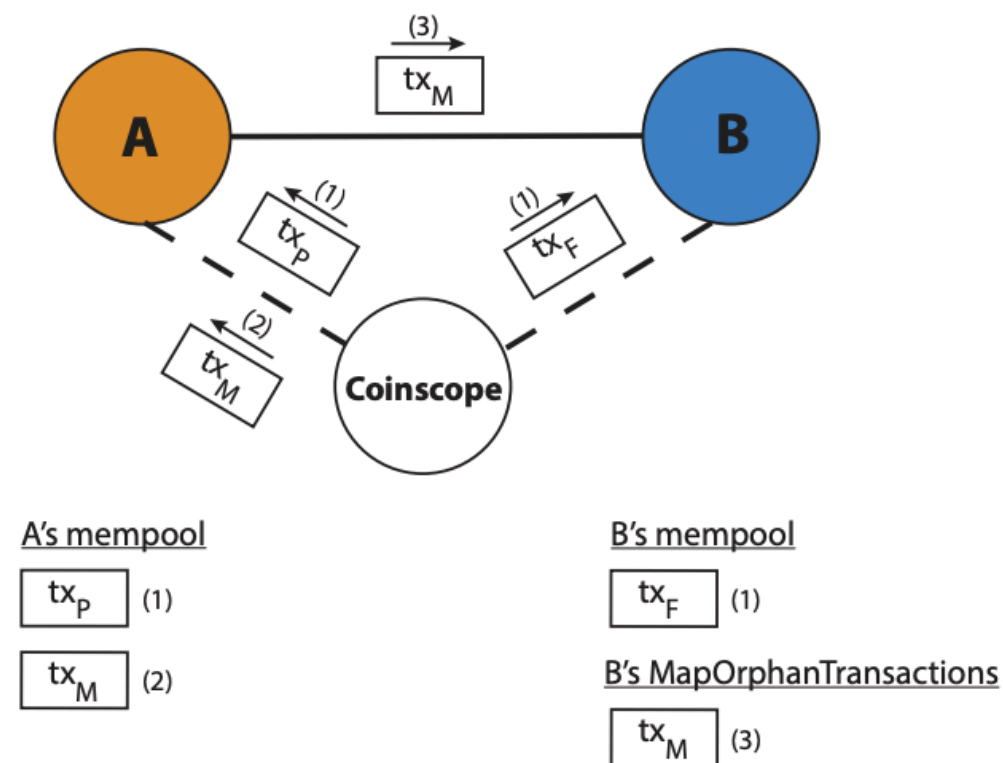 (3)
tx_M
A
B
(1)
tx_P
(1)
tx_F
(2)
tx_M
Coinscope
A's mempool
tx_P (1)
tx_M (2)
B's mempool
tx_F (1)
B's MapOrphanTransactions
tx_M (3)